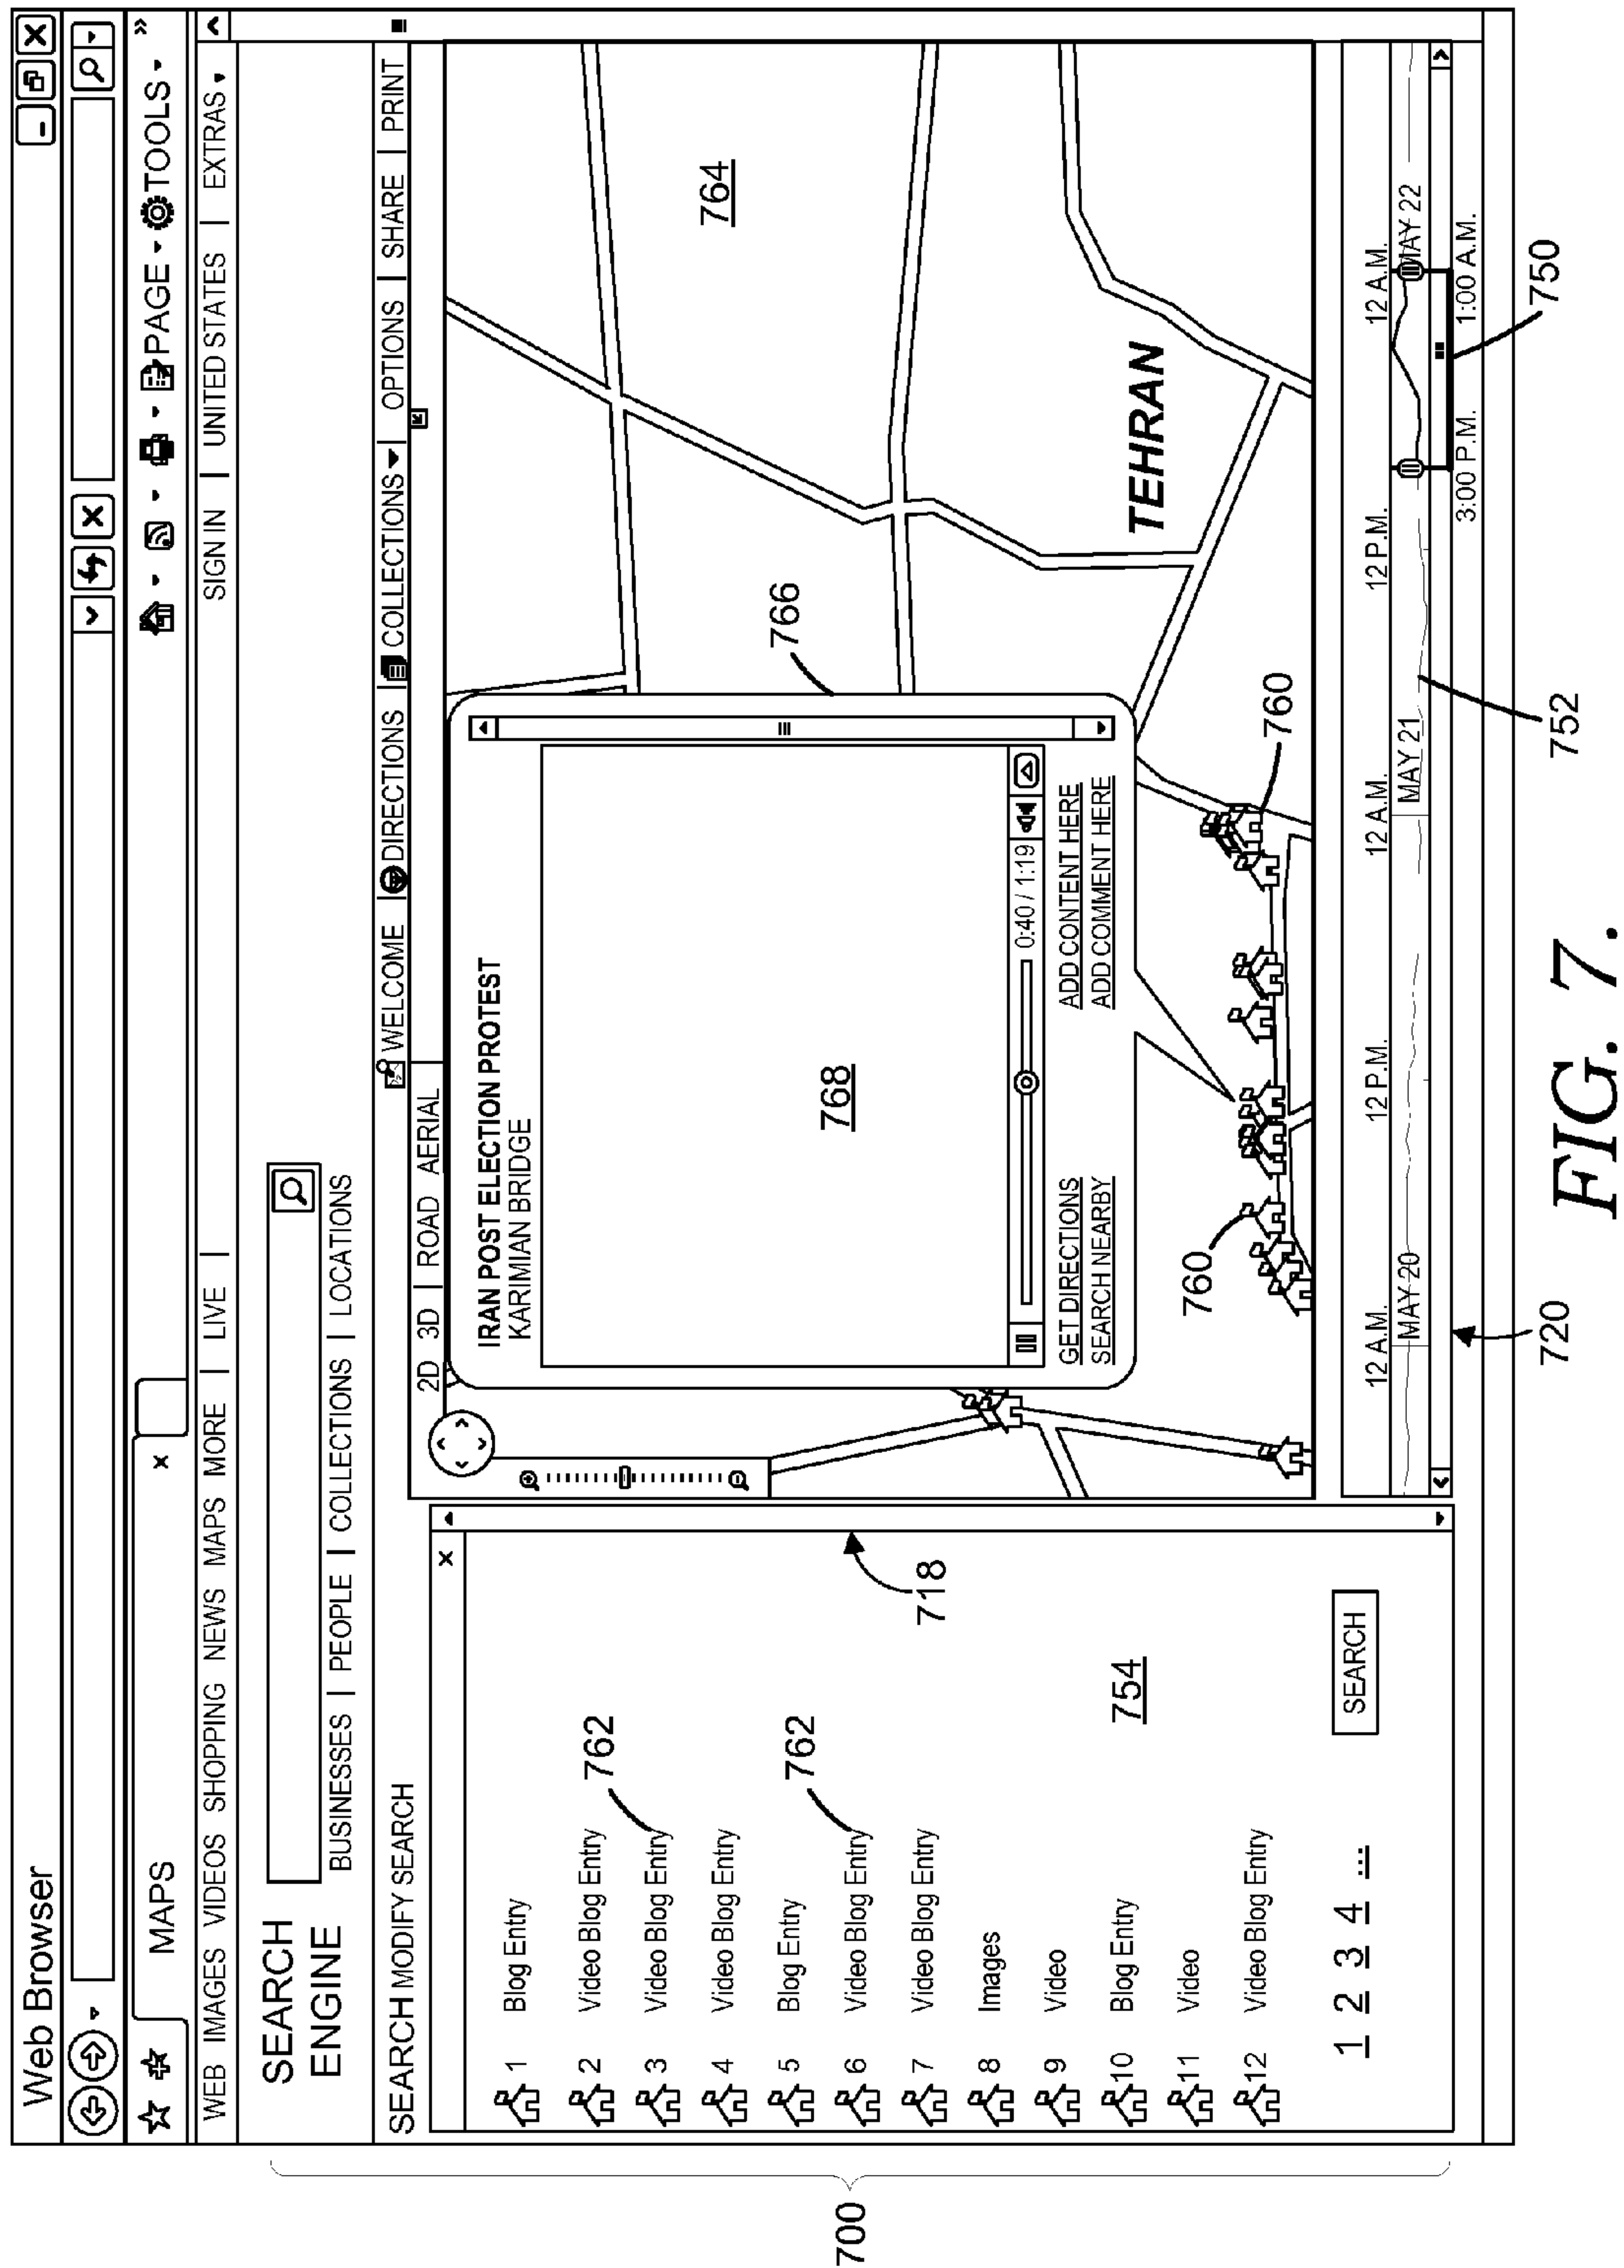 Web Browser
MAPS
x
PAGE
TOOLS
»
WEB IMAGES VIDEOS SHOPPING NEWS MAPS MORE | LIVE |
SIGN IN | UNITED STATES | EXTRAS
SEARCH
ENGINE
BUSINESSES | PEOPLE | COLLECTIONS | LOCATIONS
SEARCH MODIFY SEARCH
WELCOME | DIRECTIONS | COLLECTIONS | OPTIONS | SHARE | PRINT
x
2D 3D | ROAD AERIAL
1 Blog Entry
2 Video Blog Entry
3 Video Blog Entry
4 Video Blog Entry
5 Blog Entry
6 Video Blog Entry
7 Video Blog Entry
8 Images
9 Video
10 Blog Entry
11 Video
12 Video Blog Entry
1 2 3 4 ...
SEARCH
762
762
754
718
700
IRAN POST ELECTION PROTEST
KARIMIAN BRIDGE
768
0:40 / 1:19
GET DIRECTIONS
ADD CONTENT HERE
SEARCH NEARBY
ADD COMMENT HERE
766
764
TEHRAN
760
760
12 A.M. 12 P.M. 12 A.M. 12 P.M. 12 A.M.
MAY 20 MAY 21 MAY 22
3:00 P.M. 1:00 A.M.
720
752
750
FIG. 7.